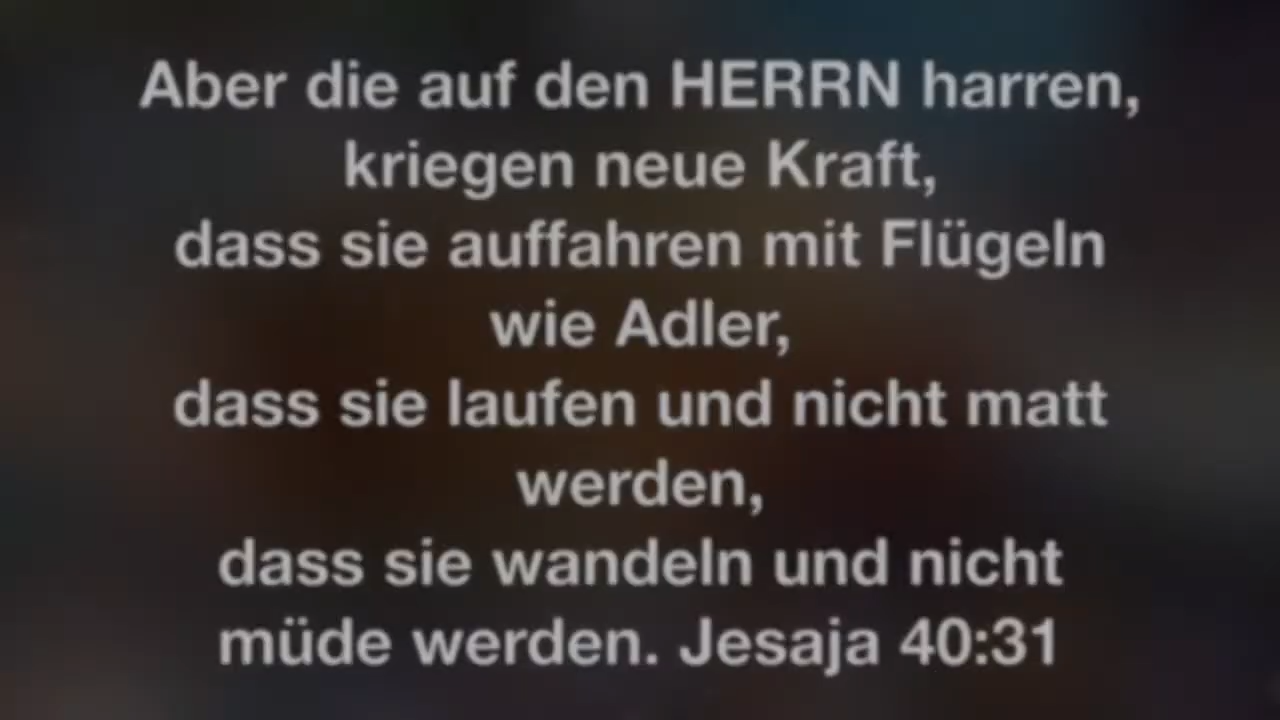 Aber die auf den HERRN harren,
kriegen neue Kraft,
dass sie auffahren mit Flügeln
wie Adler,
dass sie laufen und nicht matt
werden,
dass sie wandeln und nicht
müde werden. Jesaja 40:31